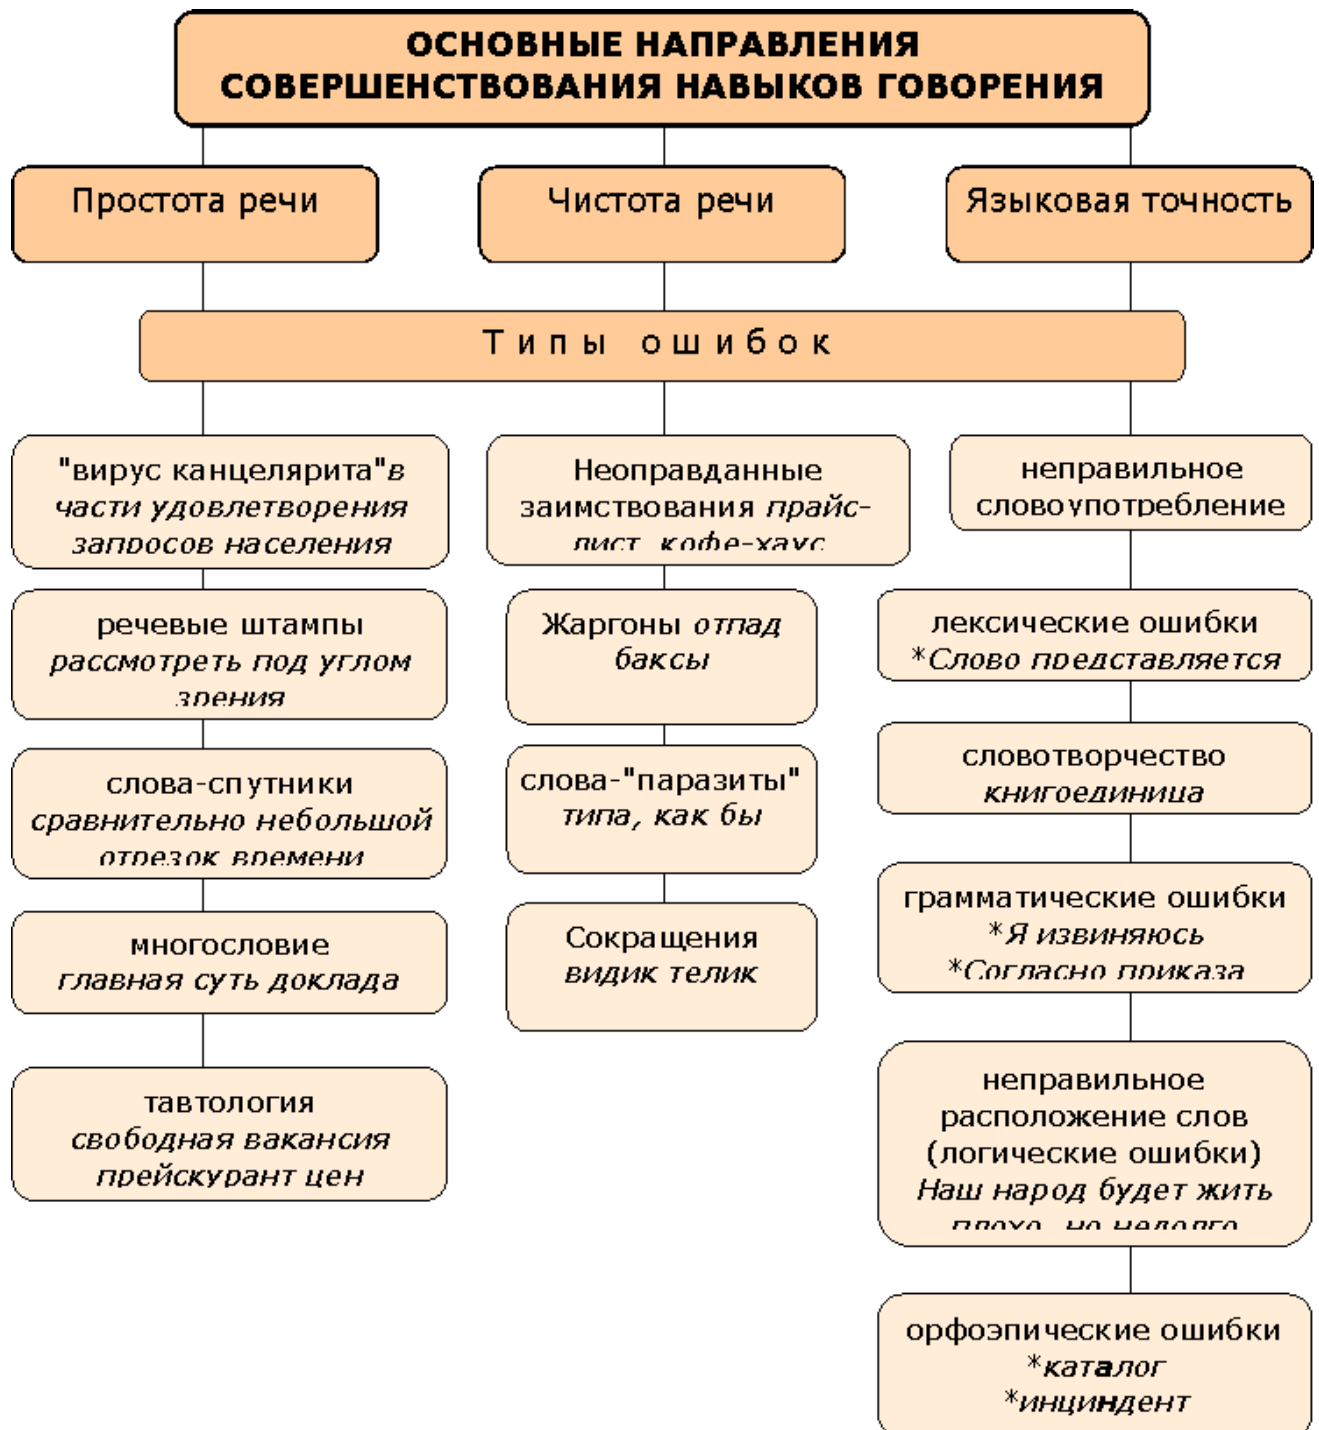 ОСНОВНЫЕ НАПРАВЛЕНИЯ
СОВЕРШЕНСТВОВАНИЯ НАВЫКОВ ГОВОРЕНИЯ
Простота речи
Чистота речи
Языковая точность
Типы ошибок
"вирус канцелярита"в
части удовлетворения
запросов населения
речевые штампы
рассмотреть под углом
зрения
слова-спутники
сравнительно небольшой
отрезок времени
многословие
главная суть доклада
тавтология
свободная вакансия
прейскурант цен
Неоправданные
заимствования прайс-
лист, кофе-хаус
Жаргоны отпад
баксы
слова-"паразиты"
типа, как бы
Сокращения
видик телик
неправильное
словоупотребление
лексические ошибки
*Слово представляется
словотворчество
книгоединица
грамматические ошибки
*Я извиняюсь
*Согласно приказа
неправильное
расположение слов
(логические ошибки)
Наш народ будет жить
плохо, но недолго
орфоэпические ошибки
*каталог
*инциндент